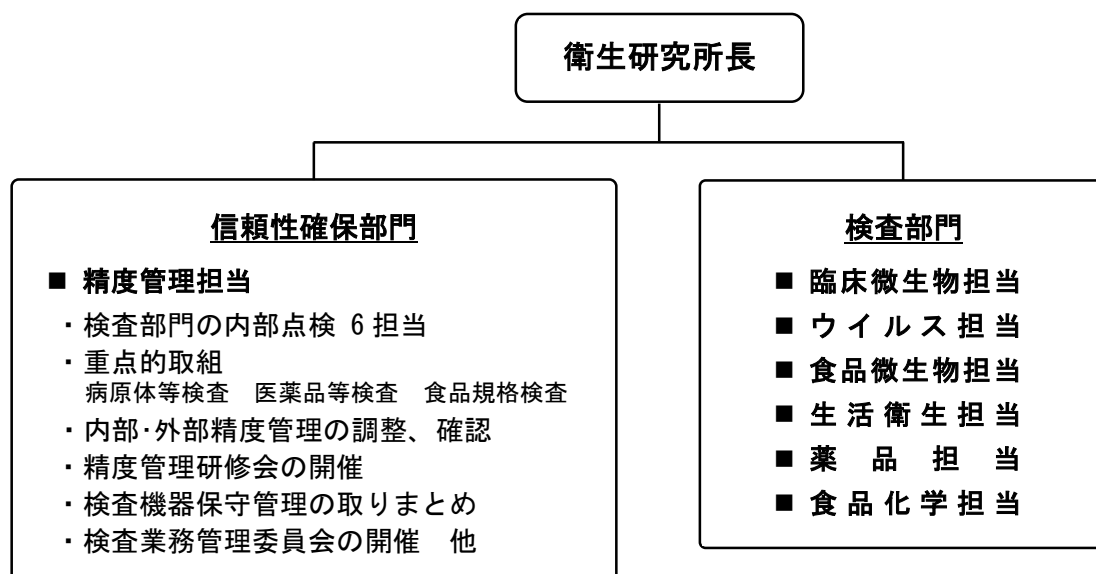 衛生研究所長
信頼性確保部門
■ 精度管理担当
・検査部門の内部点検 6担当
・重点的取組
病原体等検査 医薬品等検査 食品規格検査
・内部・外部精度管理の調整、確認
・精度管理研修会の開催
・検査機器保守管理の取りまとめ
・検査業務管理委員会の開催 他
検査部門
■ 臨床微生物担当
■ ウイルス担当
■ 食品微生物担当
■ 生活衛生担当
■ 薬品担当
■ 食品化学担当